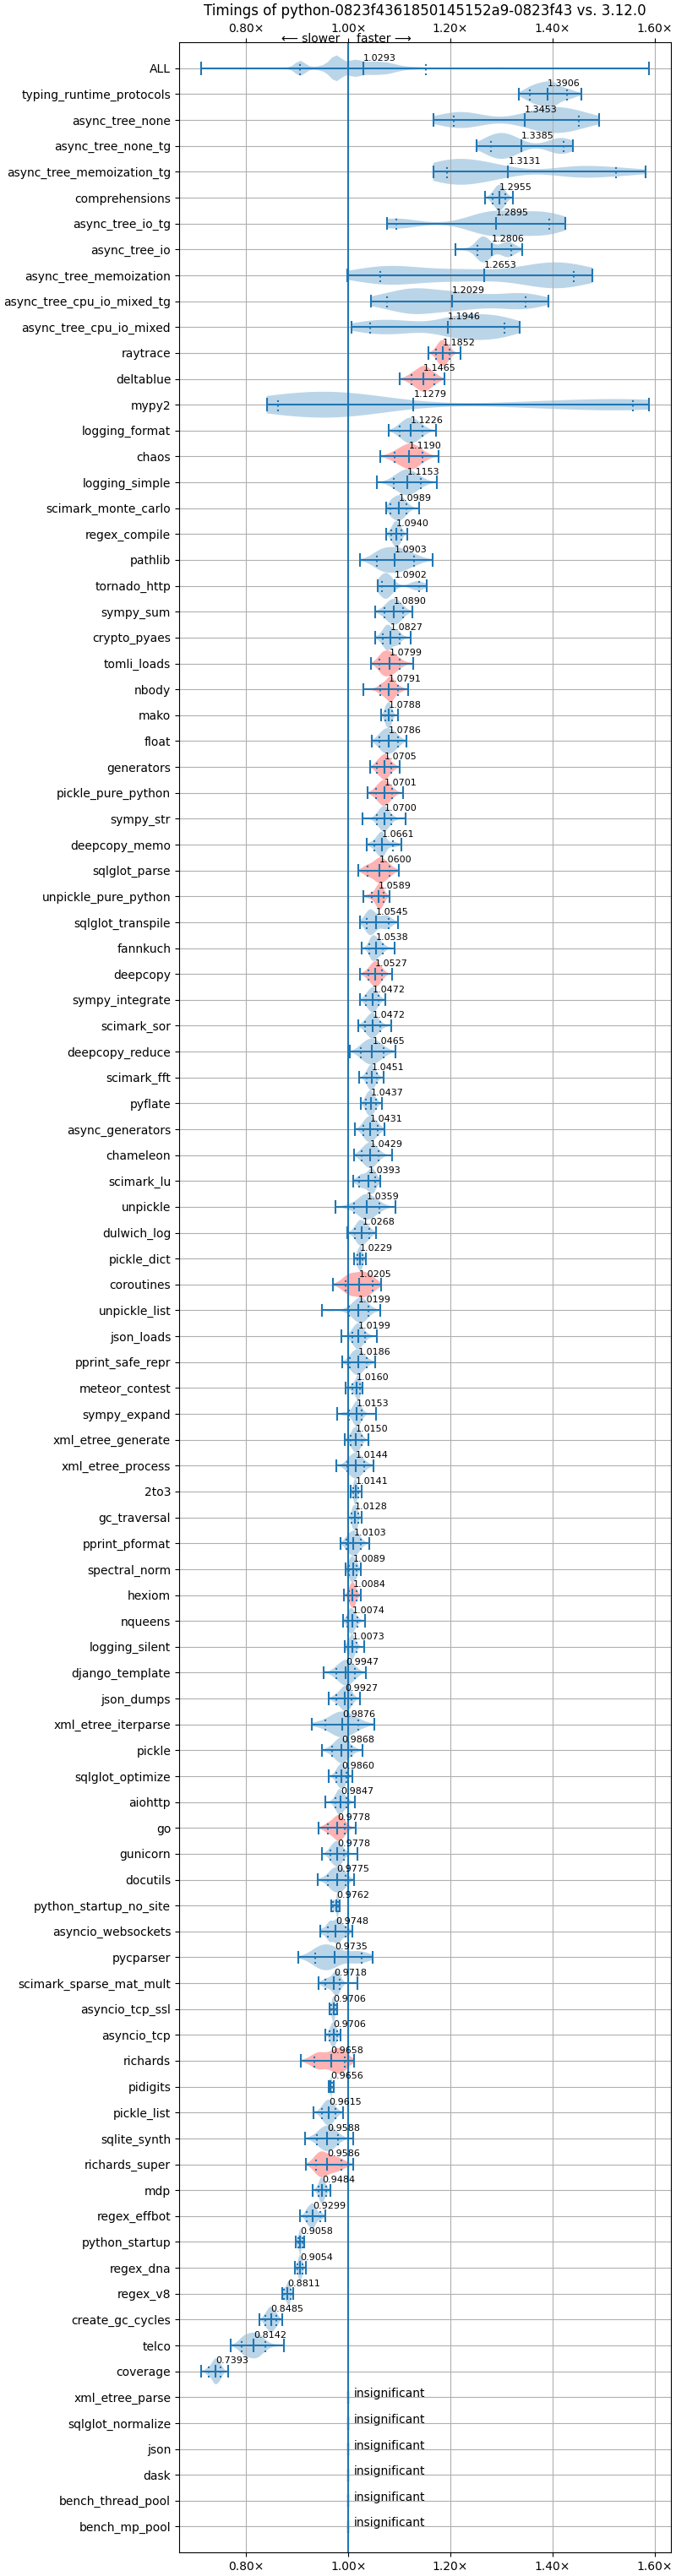 Timings of python-0823f4361850145152a9-0823f43 vs. 3.12.0
⟵ slower faster ⟶
0.80× 1.00× 1.20× 1.40× 1.60×
ALL 1.0293
typing_runtime_protocols 1.3906
async_tree_none 1.3453
async_tree_none_tg 1.3385
async_tree_memoization_tg 1.3131
comprehensions 1.2955
async_tree_io_tg 1.2895
async_tree_io 1.2806
async_tree_memoization 1.2653
async_tree_cpu_io_mixed_tg 1.2029
async_tree_cpu_io_mixed 1.1946
raytrace 1.1852
deltablue 1.1465
mypy2 1.1279
logging_format 1.1226
chaos 1.1190
logging_simple 1.1153
scimark_monte_carlo 1.0989
regex_compile 1.0940
pathlib 1.0903
tornado_http 1.0902
sympy_sum 1.0890
crypto_pyaes 1.0827
tomli_loads 1.0799
nbody 1.0791
mako 1.0788
float 1.0786
generators 1.0705
pickle_pure_python 1.0701
sympy_str 1.0700
deepcopy_memo 1.0661
sqlglot_parse 1.0600
unpickle_pure_python 1.0589
sqlglot_transpile 1.0545
fannkuch 1.0538
deepcopy 1.0527
sympy_integrate 1.0472
scimark_sor 1.0472
deepcopy_reduce 1.0465
scimark_fft 1.0451
pyflate 1.0437
async_generators 1.0431
chameleon 1.0429
scimark_lu 1.0393
unpickle 1.0359
dulwich_log 1.0268
pickle_dict 1.0229
coroutines 1.0205
unpickle_list 1.0199
json_loads 1.0199
pprint_safe_repr 1.0186
meteor_contest 1.0160
sympy_expand 1.0153
xml_etree_generate 1.0150
xml_etree_process 1.0144
2to3 1.0141
gc_traversal 1.0128
pprint_pformat 1.0103
spectral_norm 1.0089
hexiom 1.0084
nqueens 1.0074
logging_silent 1.0073
django_template 0.9947
json_dumps 0.9927
xml_etree_iterparse 0.9876
pickle 0.9868
sqlglot_optimize 0.9860
aiohttp 0.9847
go 0.9778
gunicorn 0.9778
docutils 0.9775
python_startup_no_site 0.9762
asyncio_websockets 0.9748
pycparser 0.9735
scimark_sparse_mat_mult 0.9718
asyncio_tcp_ssl 0.9706
asyncio_tcp 0.9706
richards 0.9658
pidigits 0.9656
pickle_list 0.9615
sqlite_synth 0.9588
richards_super 0.9586
mdp 0.9484
regex_effbot 0.9299
python_startup 0.9058
regex_dna 0.9054
regex_v8 0.8811
create_gc_cycles 0.8485
telco 0.8142
coverage 0.7393
xml_etree_parse insignificant
sqlglot_normalize insignificant
json insignificant
dask insignificant
bench_thread_pool insignificant
bench_mp_pool insignificant
0.80× 1.00× 1.20× 1.40× 1.60×